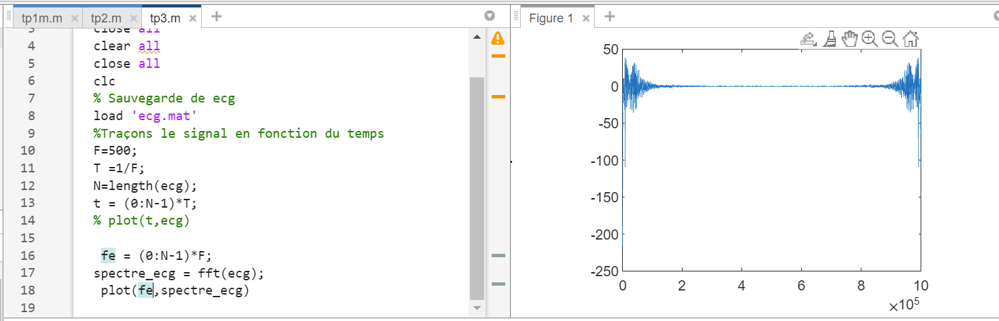 tp1m.m × tp2.m × tp3.m × +
3 close all
4 clear all
5 close all
6 clc
7 % Sauvegarde de ecg
8 load 'ecg.mat'
9 %Traçons le signal en fonction du temps
10 F=500;
11 T =1/F;
12 N=length(ecg);
13 t = (0:N-1)*T;
14 % plot(t,ecg)
15
16 fe = (0:N-1)*F;
17 spectre_ecg = fft(ecg);
18 plot(fe,spectre_ecg)
19
Figure 1 × +
50
0
-50
-100
-150
-200
-250
0 2 4 6 8 10
×10⁵